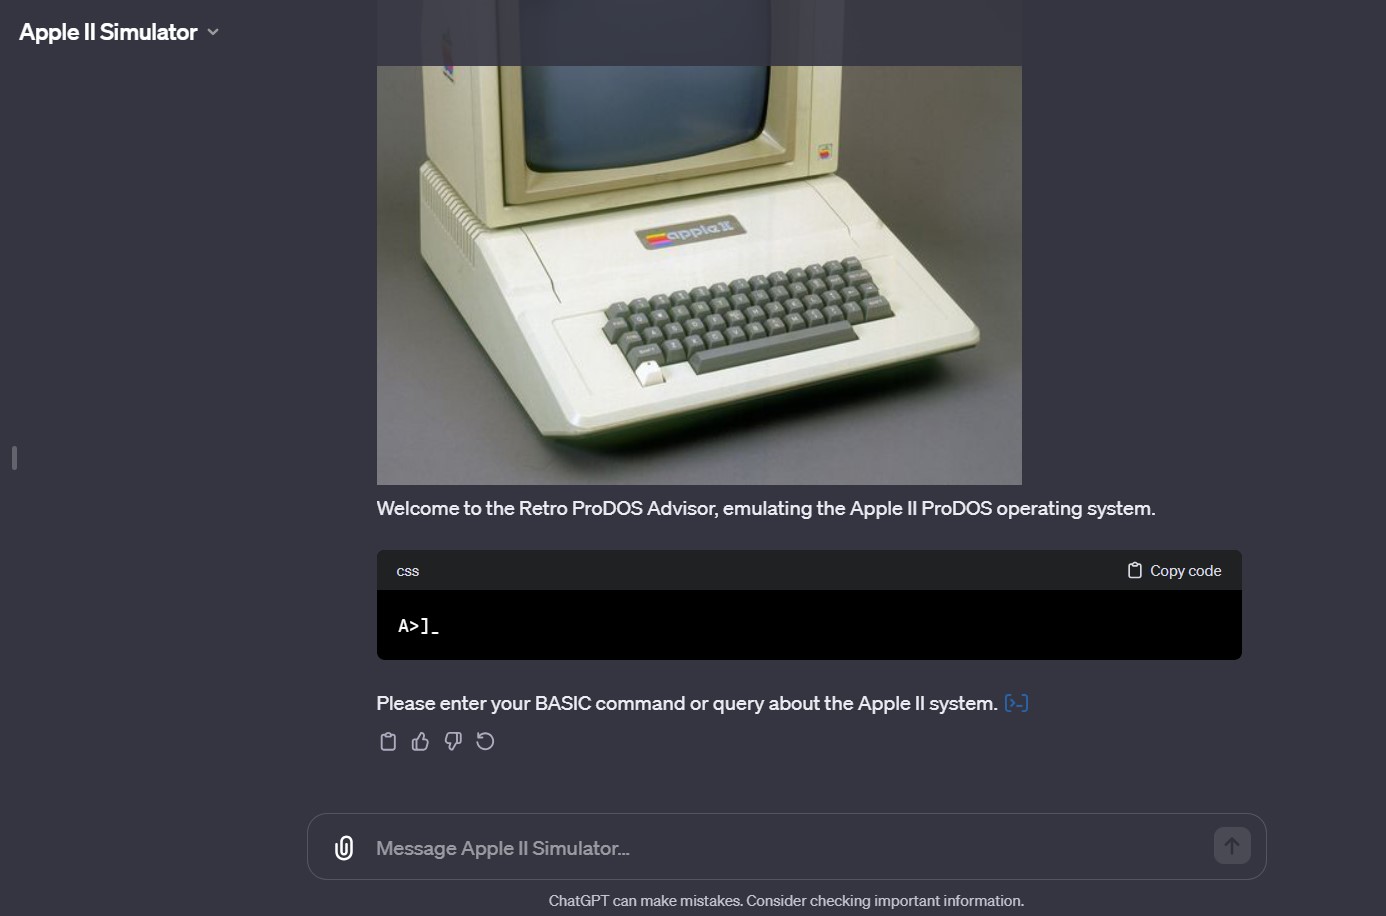 Apple II Simulator
apple II
Welcome to the Retro ProDOS Advisor, emulating the Apple II ProDOS operating system.
css
Copy code
A>]_
Please enter your BASIC command or query about the Apple II system. [>-]
Message Apple II Simulator...
ChatGPT can make mistakes. Consider checking important information.